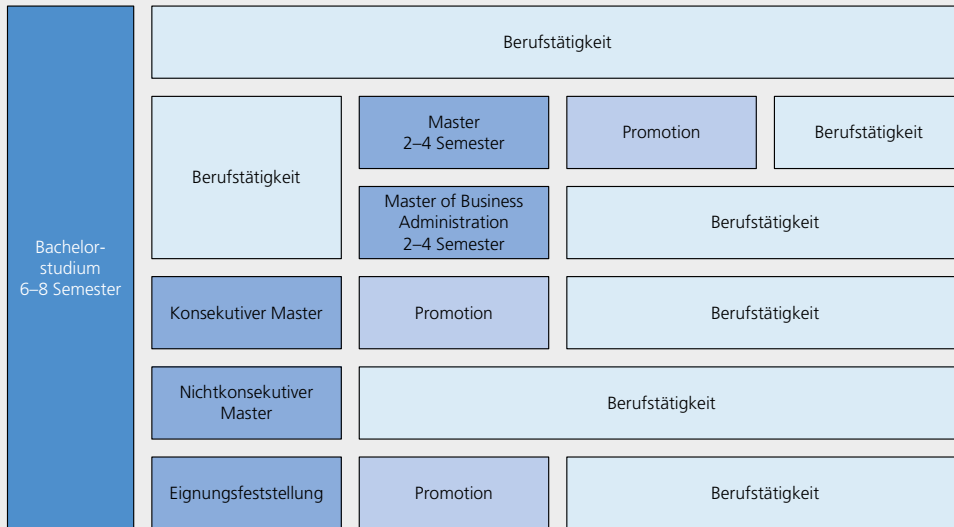 Bachelor-
studium
6–8 Semester
Berufstätigkeit
Berufstätigkeit
Master
2–4 Semester
Promotion
Berufstätigkeit
Master of Business
Administration
2–4 Semester
Berufstätigkeit
Konsekutiver Master
Promotion
Berufstätigkeit
Nichtkonsekutiver
Master
Berufstätigkeit
Eignungsfeststellung
Promotion
Berufstätigkeit